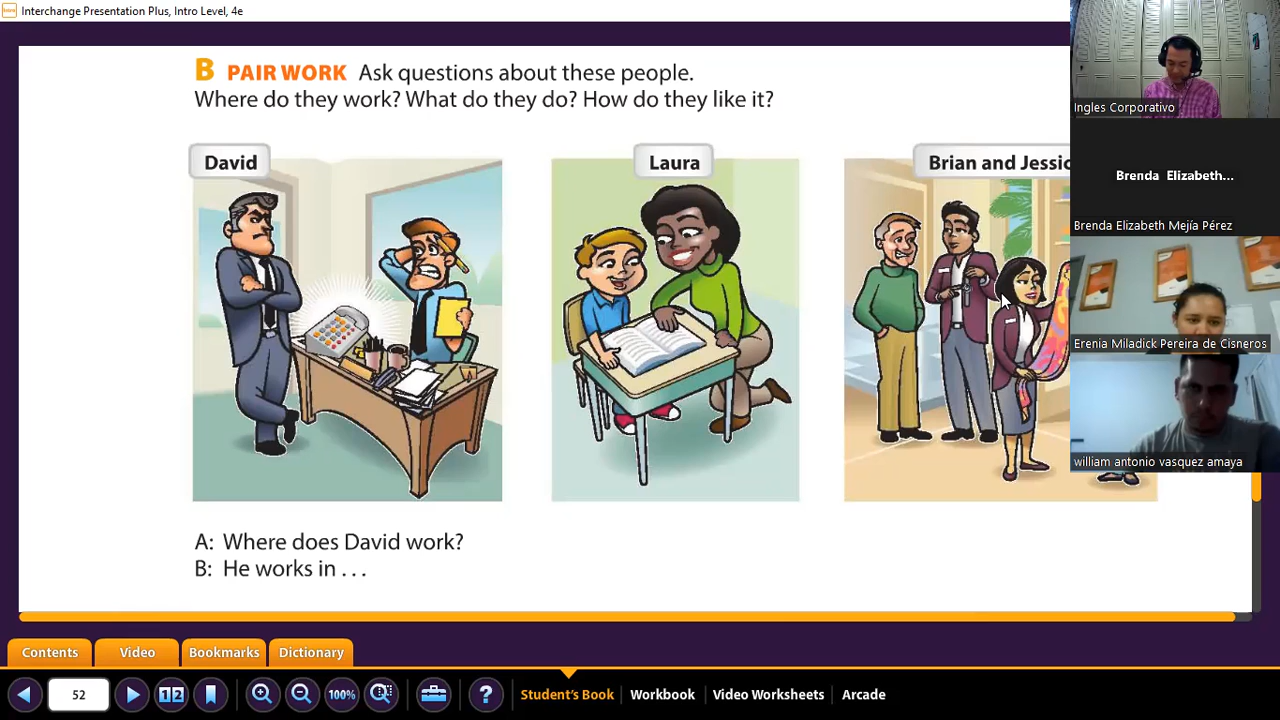 Interchange Presentation Plus, Intro Level, 4e
B PAIR WORK Ask questions about these people.
Where do they work? What do they do? How do they like it?
David
Laura
Brian and Jessic
A: Where does David work?
B: He works in . . .
Ingles Corporativo
Brenda Elizabeth...
Brenda Elizabeth Mejía Pérez
Erenia Miladick Pereira de Cisneros
william antonio vasquez amaya
Contents
Video
Bookmarks
Dictionary
52
1 2
100%
?
Student's Book
Workbook
Video Worksheets
Arcade